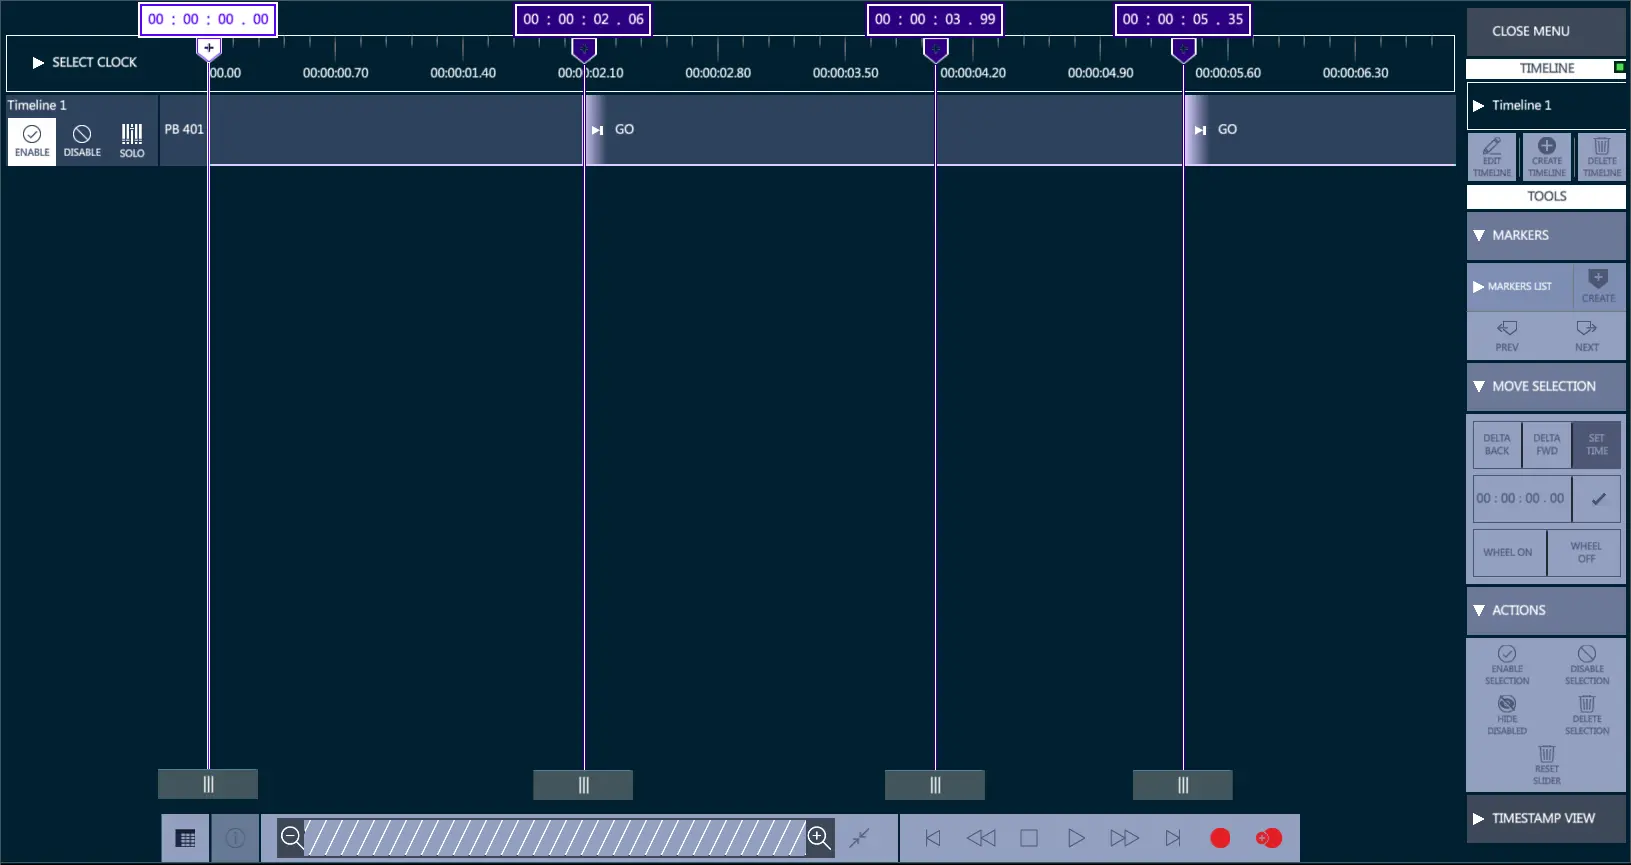 00 : 00 : 00 . 00
00 : 00 : 02 . 06
00 : 00 : 03 . 99
00 : 00 : 05 . 35
SELECT CLOCK
00.00
00:00:00.70
00:00:01.40
00:00:02.10
00:00:02.80
00:00:03.50
00:00:04.20
00:00:04.90
00:00:05.60
00:00:06.30
Timeline 1
ENABLE
DISABLE
SOLO
PB 401
GO
GO
CLOSE MENU
TIMELINE
Timeline 1
EDIT
TIMELINE
CREATE
TIMELINE
DELETE
TIMELINE
TOOLS
MARKERS
MARKERS LIST
CREATE
PREV
NEXT
MOVE SELECTION
DELTA
BACK
DELTA
FWD
SET
TIME
00 : 00 : 00 . 00
WHEEL ON
WHEEL
OFF
ACTIONS
ENABLE
SELECTION
DISABLE
SELECTION
HIDE
DISABLED
DELETE
SELECTION
RESET
SLIDER
TIMESTAMP VIEW